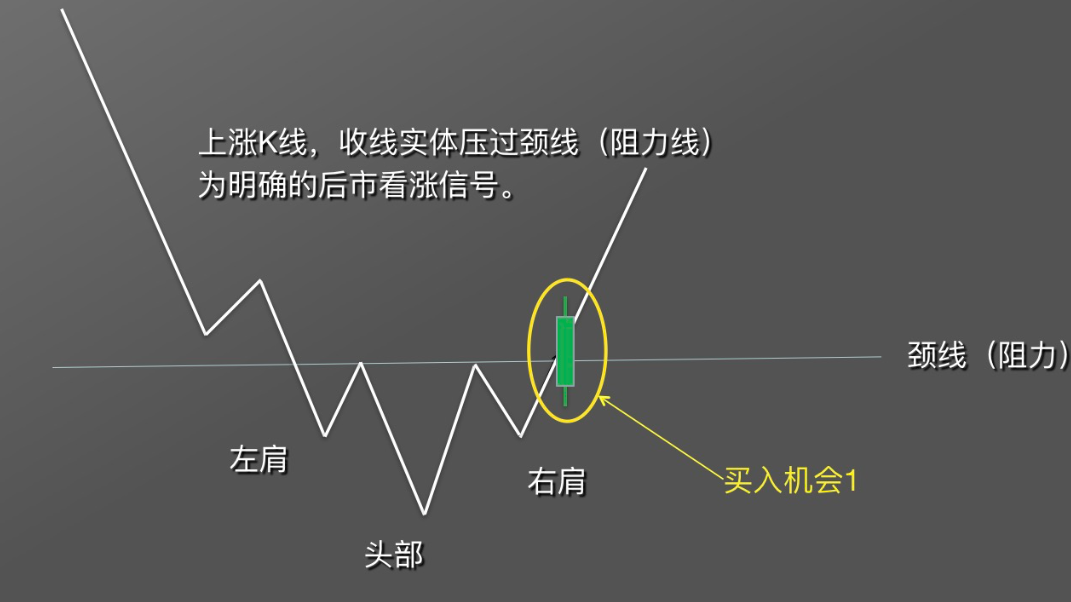 上涨K线，收线实体压过颈线（阻力线）
为明确的后市看涨信号。
颈线（阻力）
左肩
右肩
买入机会1
头部